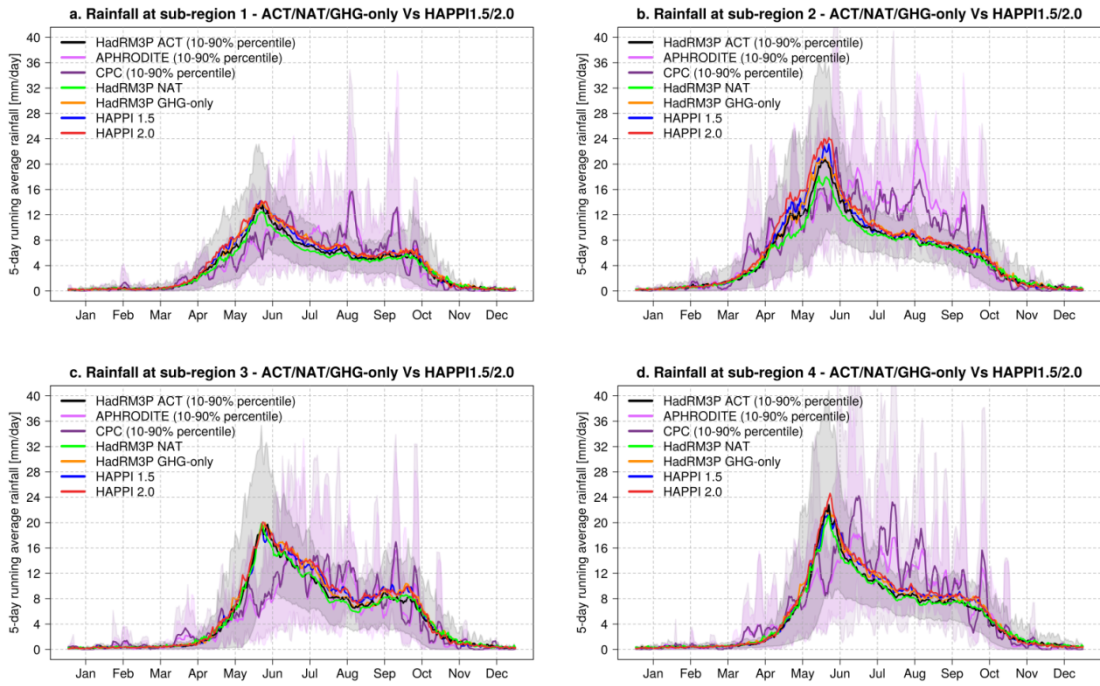 a. Rainfall at sub-region 1 - ACT/NAT/GHG-only Vs HAPPI1.5/2.0
5-day running average rainfall [mm/day]
40
36
32
28
24
20
16
12
8
4
0
HadRM3P ACT (10-90% percentile)
APHRODITE (10-90% percentile)
CPC (10-90% percentile)
HadRM3P NAT
HadRM3P GHG-only
HAPPI 1.5
HAPPI 2.0
Jan Feb Mar Apr May Jun Jul Aug Sep Oct Nov Dec
b. Rainfall at sub-region 2 - ACT/NAT/GHG-only Vs HAPPI1.5/2.0
5-day running average rainfall [mm/day]
40
36
32
28
24
20
16
12
8
4
0
HadRM3P ACT (10-90% percentile)
APHRODITE (10-90% percentile)
CPC (10-90% percentile)
HadRM3P NAT
HadRM3P GHG-only
HAPPI 1.5
HAPPI 2.0
Jan Feb Mar Apr May Jun Jul Aug Sep Oct Nov Dec
c. Rainfall at sub-region 3 - ACT/NAT/GHG-only Vs HAPPI1.5/2.0
5-day running average rainfall [mm/day]
40
36
32
28
24
20
16
12
8
4
0
HadRM3P ACT (10-90% percentile)
APHRODITE (10-90% percentile)
CPC (10-90% percentile)
HadRM3P NAT
HadRM3P GHG-only
HAPPI 1.5
HAPPI 2.0
Jan Feb Mar Apr May Jun Jul Aug Sep Oct Nov Dec
d. Rainfall at sub-region 4 - ACT/NAT/GHG-only Vs HAPPI1.5/2.0
5-day running average rainfall [mm/day]
40
36
32
28
24
20
16
12
8
4
0
HadRM3P ACT (10-90% percentile)
APHRODITE (10-90% percentile)
CPC (10-90% percentile)
HadRM3P NAT
HadRM3P GHG-only
HAPPI 1.5
HAPPI 2.0
Jan Feb Mar Apr May Jun Jul Aug Sep Oct Nov Dec